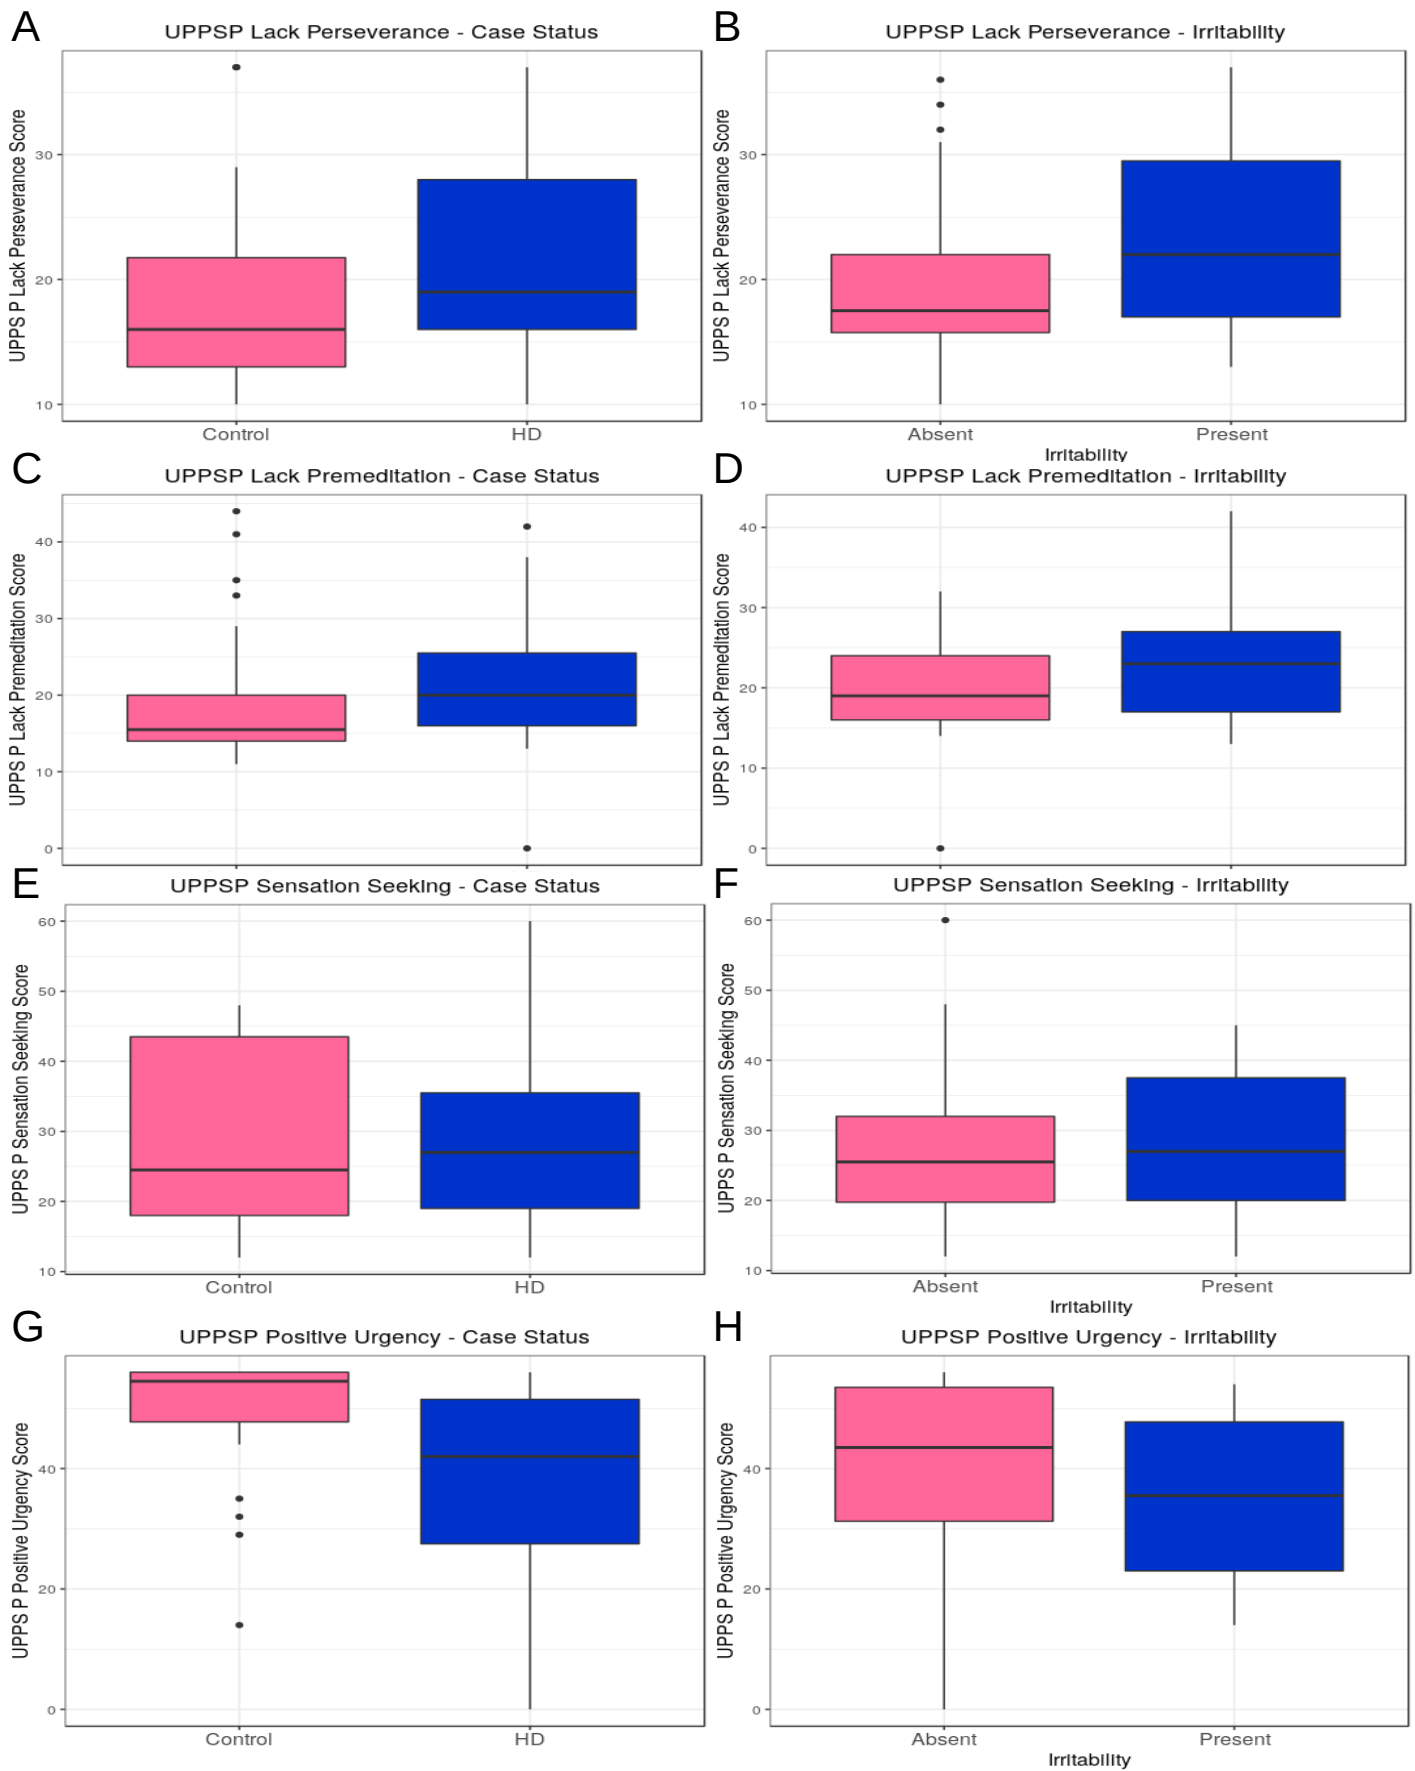 A
UPPSP Lack Perseverance - Case Status
UPPS P Lack Perseverance Score
30
20
10
Control
HD
B
UPPSP Lack Perseverance - Irritability
UPPS P Lack Perseverance Score
30
20
10
Absent
Present
Irritability
C
UPPSP Lack Premeditation - Case Status
UPPS P Lack Premeditation Score
40
30
20
10
0
D
UPPSP Lack Premeditation - Irritability
UPPS P Lack Premeditation Score
40
30
20
10
0
E
UPPSP Sensation Seeking - Case Status
UPPS P Sensation Seeking Score
60
50
40
30
20
10
Control
HD
F
UPPSP Sensation Seeking - Irritability
UPPS P Sensation Seeking Score
60
50
40
30
20
10
Absent
Present
Irritability
G
UPPSP Positive Urgency - Case Status
UPPS P Positive Urgency Score
40
20
0
Control
HD
H
UPPSP Positive Urgency - Irritability
UPPS P Positive Urgency Score
40
20
0
Absent
Present
Irritability